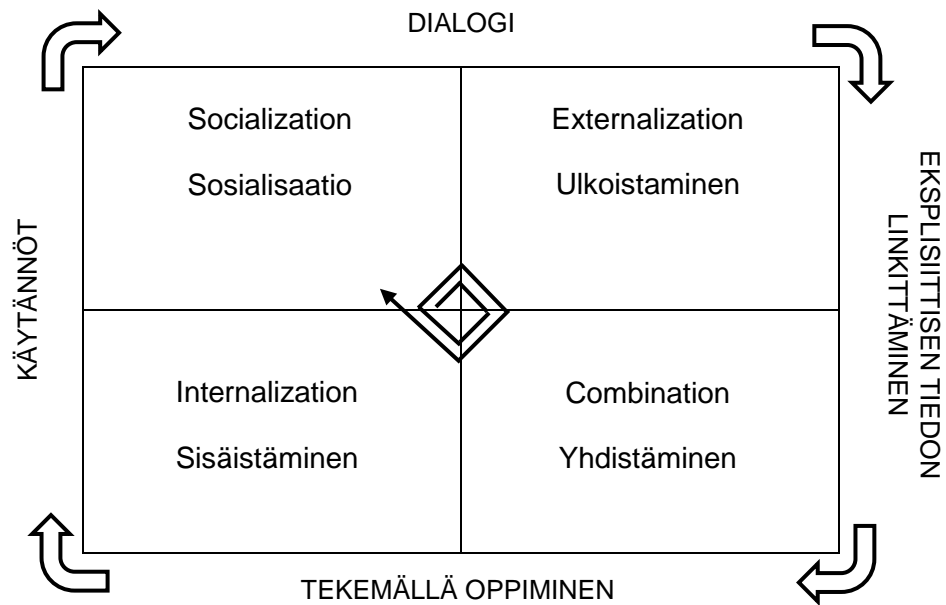 DIALOGI
Socialization
Sosialisaatio
Externalization
Ulkoistaminen
KÄYTÄNNÖT
EKSPLISIITTISEN TIEDON
LINKITTÄMINEN
Internalization
Sisäistäminen
Combination
Yhdistäminen
TEKEMÄLLÄ OPPIMINEN